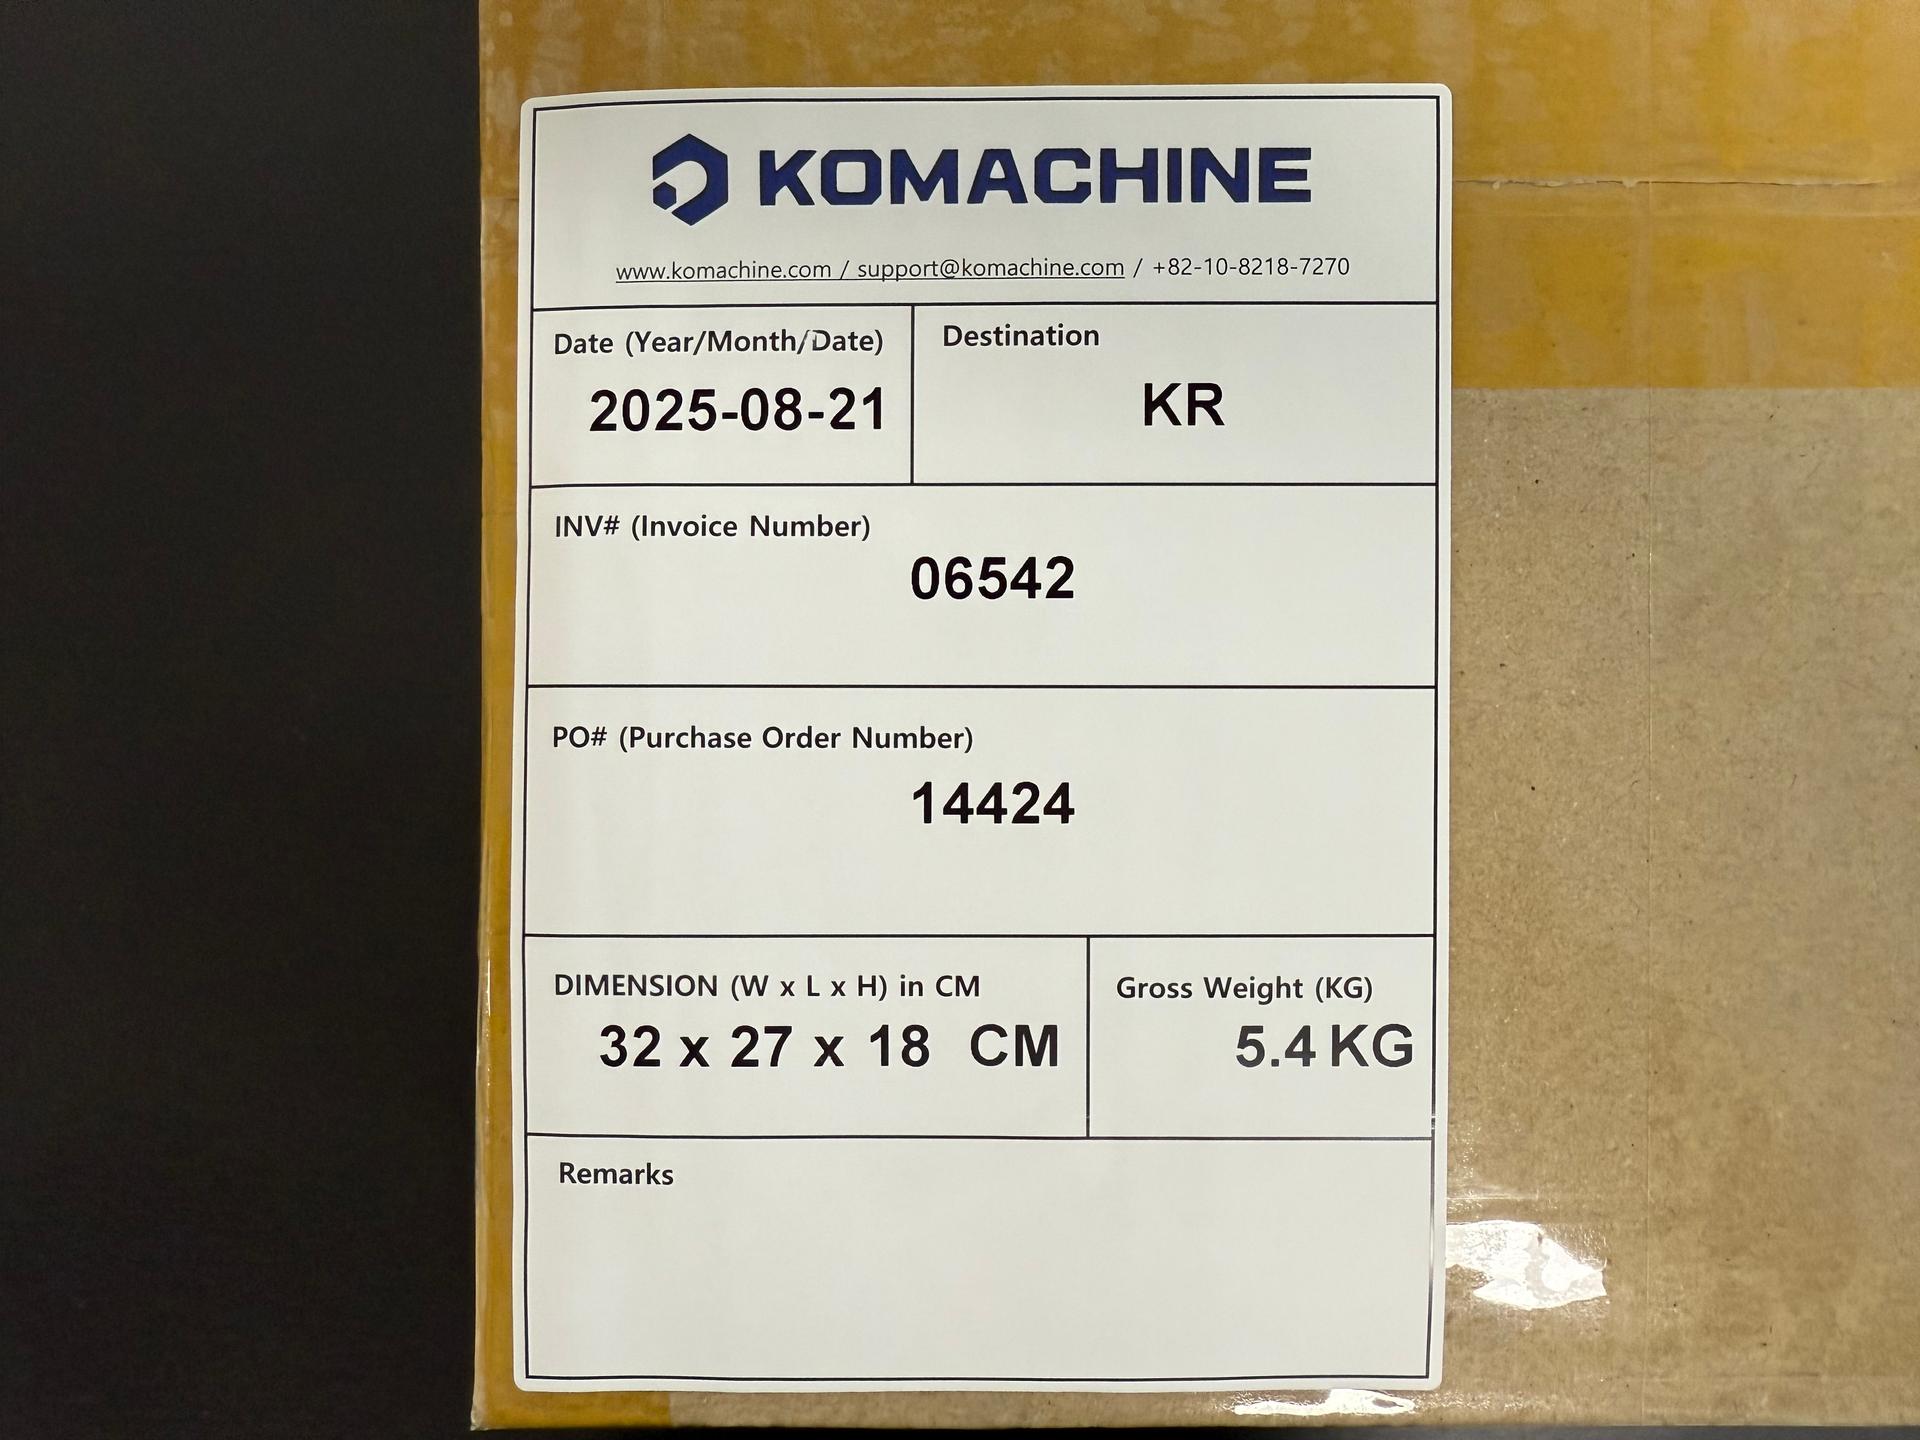 KOMACHINE
www.komachine.com / support@komachine.com / +82-10-8218-7270
Date (Year/Month/Date)
2025-08-21
Destination
KR
INV# (Invoice Number)
06542
PO# (Purchase Order Number)
14424
DIMENSION (W x L x H) in CM
32 x 27 x 18 CM
Gross Weight (KG)
5.4 KG
Remarks